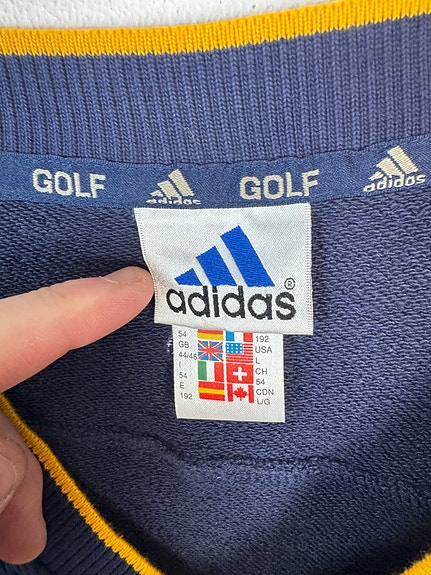 GOLF adidas GOLF adidas
adidas®
54 192
GB USA
44/46 L
I CH
54 54
E CDN
192 L/G